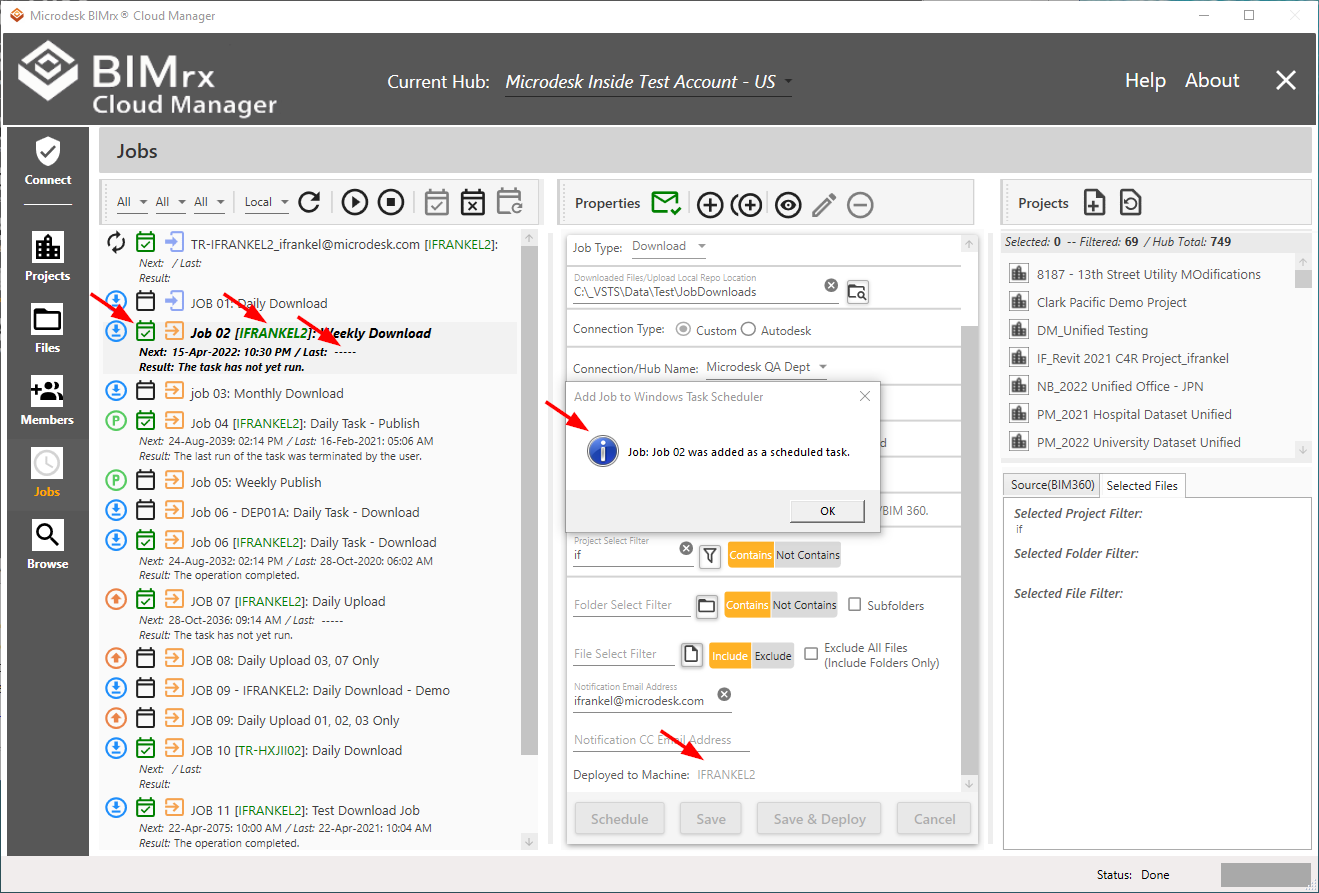 Microdesk BIMrx® Cloud Manager
BIMrx
Cloud Manager
Current Hub: Microdesk Inside Test Account - US
Help About
Connect
Projects
Files
Members
Jobs
Browse
Jobs
All All All Local
TR-IFRANKEL2_ifrankel@microdesk.com [IFRANKEL2]:
Next: / Last:
Result:
JOB 01: Daily Download
Job 02 [IFRANKEL2]: Weekly Download
Next: 15-Apr-2022: 10:30 PM / Last: -----
Result: The task has not yet run.
job 03: Monthly Download
P
Job 04 [IFRANKEL2]: Daily Task - Publish
Next: 24-Aug-2039: 02:14 PM / Last: 16-Feb-2021: 05:06 AM
Result: The last run of the task was terminated by the user.
P
Job 05: Weekly Publish
Job 06 - DEP01A: Daily Task - Download
Job 06 [IFRANKEL2]: Daily Task - Download
Next: 24-Aug-2032: 02:14 PM / Last: 28-Oct-2020: 06:02 AM
Result: The operation completed.
JOB 07 [IFRANKEL2]: Daily Upload
Next: 28-Oct-2036: 09:14 AM / Last: -----
Result: The task has not yet run.
JOB 08: Daily Upload 03, 07 Only
JOB 09 - IFRANKEL2: Daily Download - Demo
JOB 09: Daily Upload 01, 02, 03 Only
JOB 10 [TR-HXJII02]: Daily Download
Next: / Last:
Result:
JOB 11 [IFRANKEL2]: Test Download Job
Next: 22-Apr-2075: 10:00 AM / Last: 22-Apr-2021: 10:04 AM
Result: The operation completed.
Properties
Job Type: Download
Downloaded Files/Upload Local Repo Location
C:\_VSTS\Data\Test\JobDownloads
Connection Type: Custom Autodesk
Connection/Hub Name: Microdesk QA Dept
Add Job to Windows Task Scheduler
Job: Job 02 was added as a scheduled task.
OK
/BIM 360.
Project Select Filter
if
Contains Not Contains
Folder Select Filter
Contains Not Contains
Subfolders
File Select Filter
Include Exclude
Exclude All Files
(Include Folders Only)
Notification Email Address
ifrankel@microdesk.com
Notification CC Email Address
Deployed to Machine: IFRANKEL2
Schedule Save Save & Deploy Cancel
Projects
Selected: 0 -- Filtered: 69 / Hub Total: 749
8187 - 13th Street Utility MOdifications
Clark Pacific Demo Project
DM_Unified Testing
IF_Revit 2021 C4R Project_ifrankel
NB_2022 Unified Office - JPN
PM_2021 Hospital Dataset Unified
PM_2022 University Dataset Unified
Source(BIM360) Selected Files
Selected Project Filter:
if
Selected Folder Filter:
Selected File Filter:
Status: Done